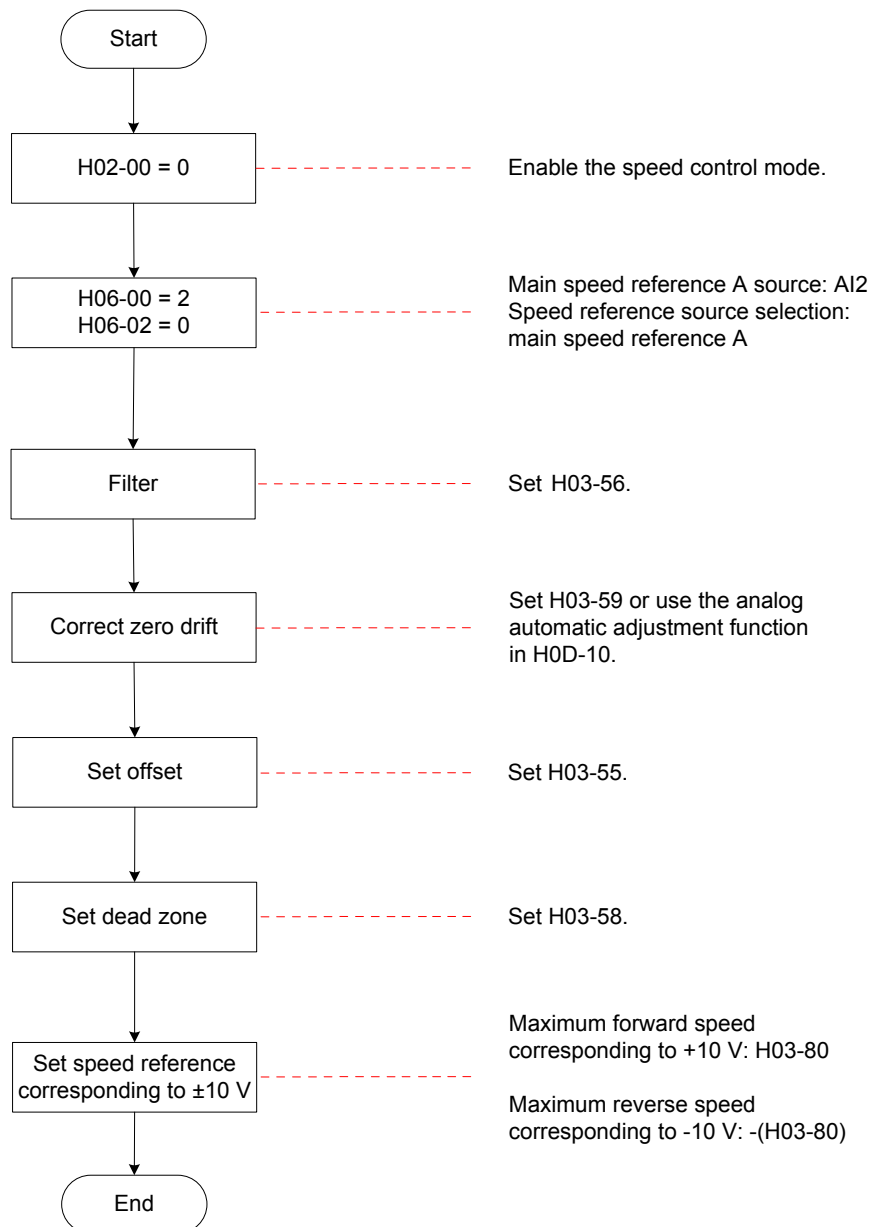 Start
H02-00 = 0
Enable the speed control mode.
H06-00 = 2
H06-02 = 0
Main speed reference A source: AI2
Speed reference source selection:
main speed reference A
Filter
Set H03-56.
Correct zero drift
Set H03-59 or use the analog
automatic adjustment function
in H0D-10.
Set offset
Set H03-55.
Set dead zone
Set H03-58.
Set speed reference
corresponding to ±10 V
Maximum forward speed
corresponding to +10 V: H03-80
Maximum reverse speed
corresponding to -10 V: -(H03-80)
End